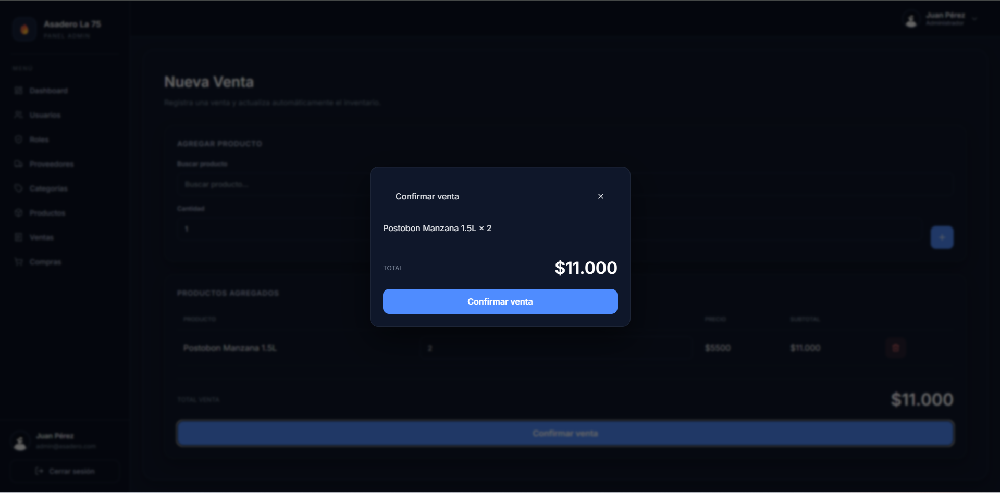 Asadero La 75
PANEL ADMIN
Juan Pérez
Administrador
MENÚ
Dashboard
Usuarios
Roles
Proveedores
Categorías
Productos
Ventas
Compras
Nueva Venta
Registra una venta y actualiza automáticamente el inventario.
AGREGAR PRODUCTO
Buscar producto
Buscar producto...
Cantidad
1
+
Confirmar venta
Postobon Manzana 1.5L × 2
TOTAL $11.000
Confirmar venta
PRODUCTOS AGREGADOS
PRODUCTO PRECIO SUBTOTAL
Postobon Manzana 1.5L 2 $5500 $11.000
TOTAL VENTA $11.000
Confirmar venta
Juan Pérez
admin@asadero.com
Cerrar sesión